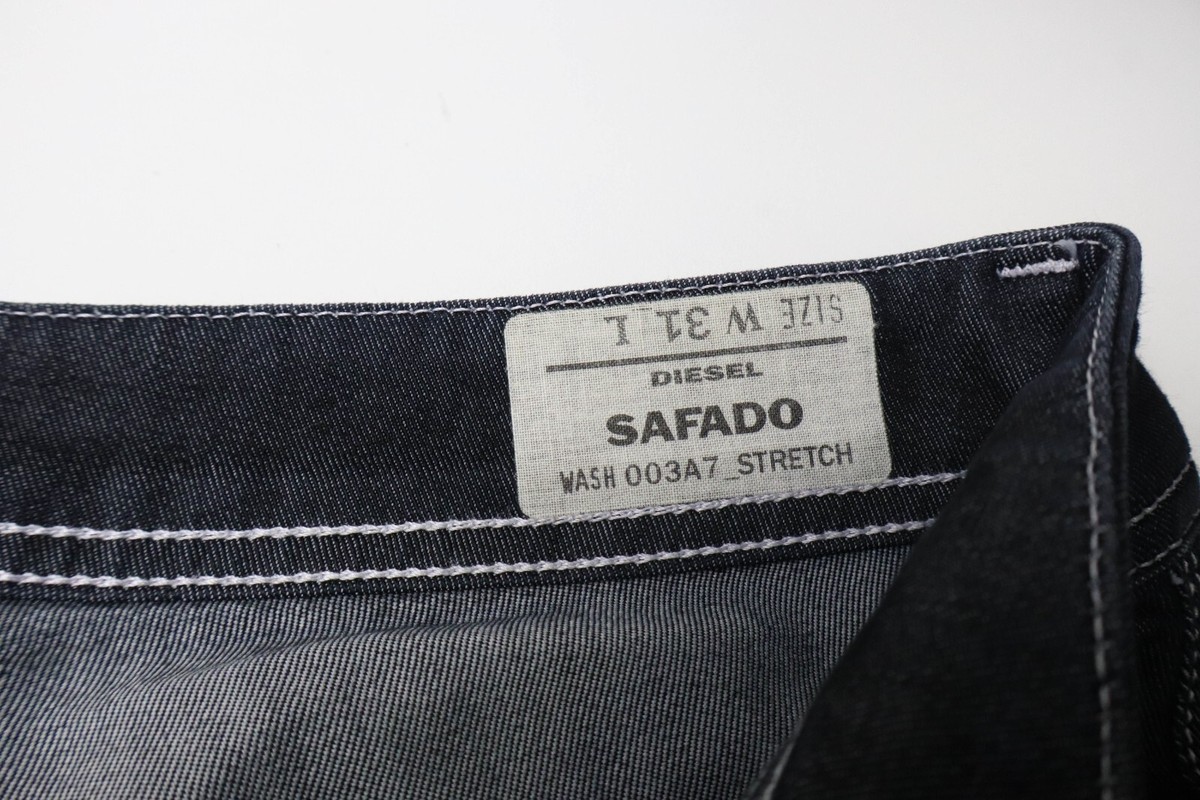 SIZE W 31 L
DIESEL
SAFADO
WASH 003A7_STRETCH